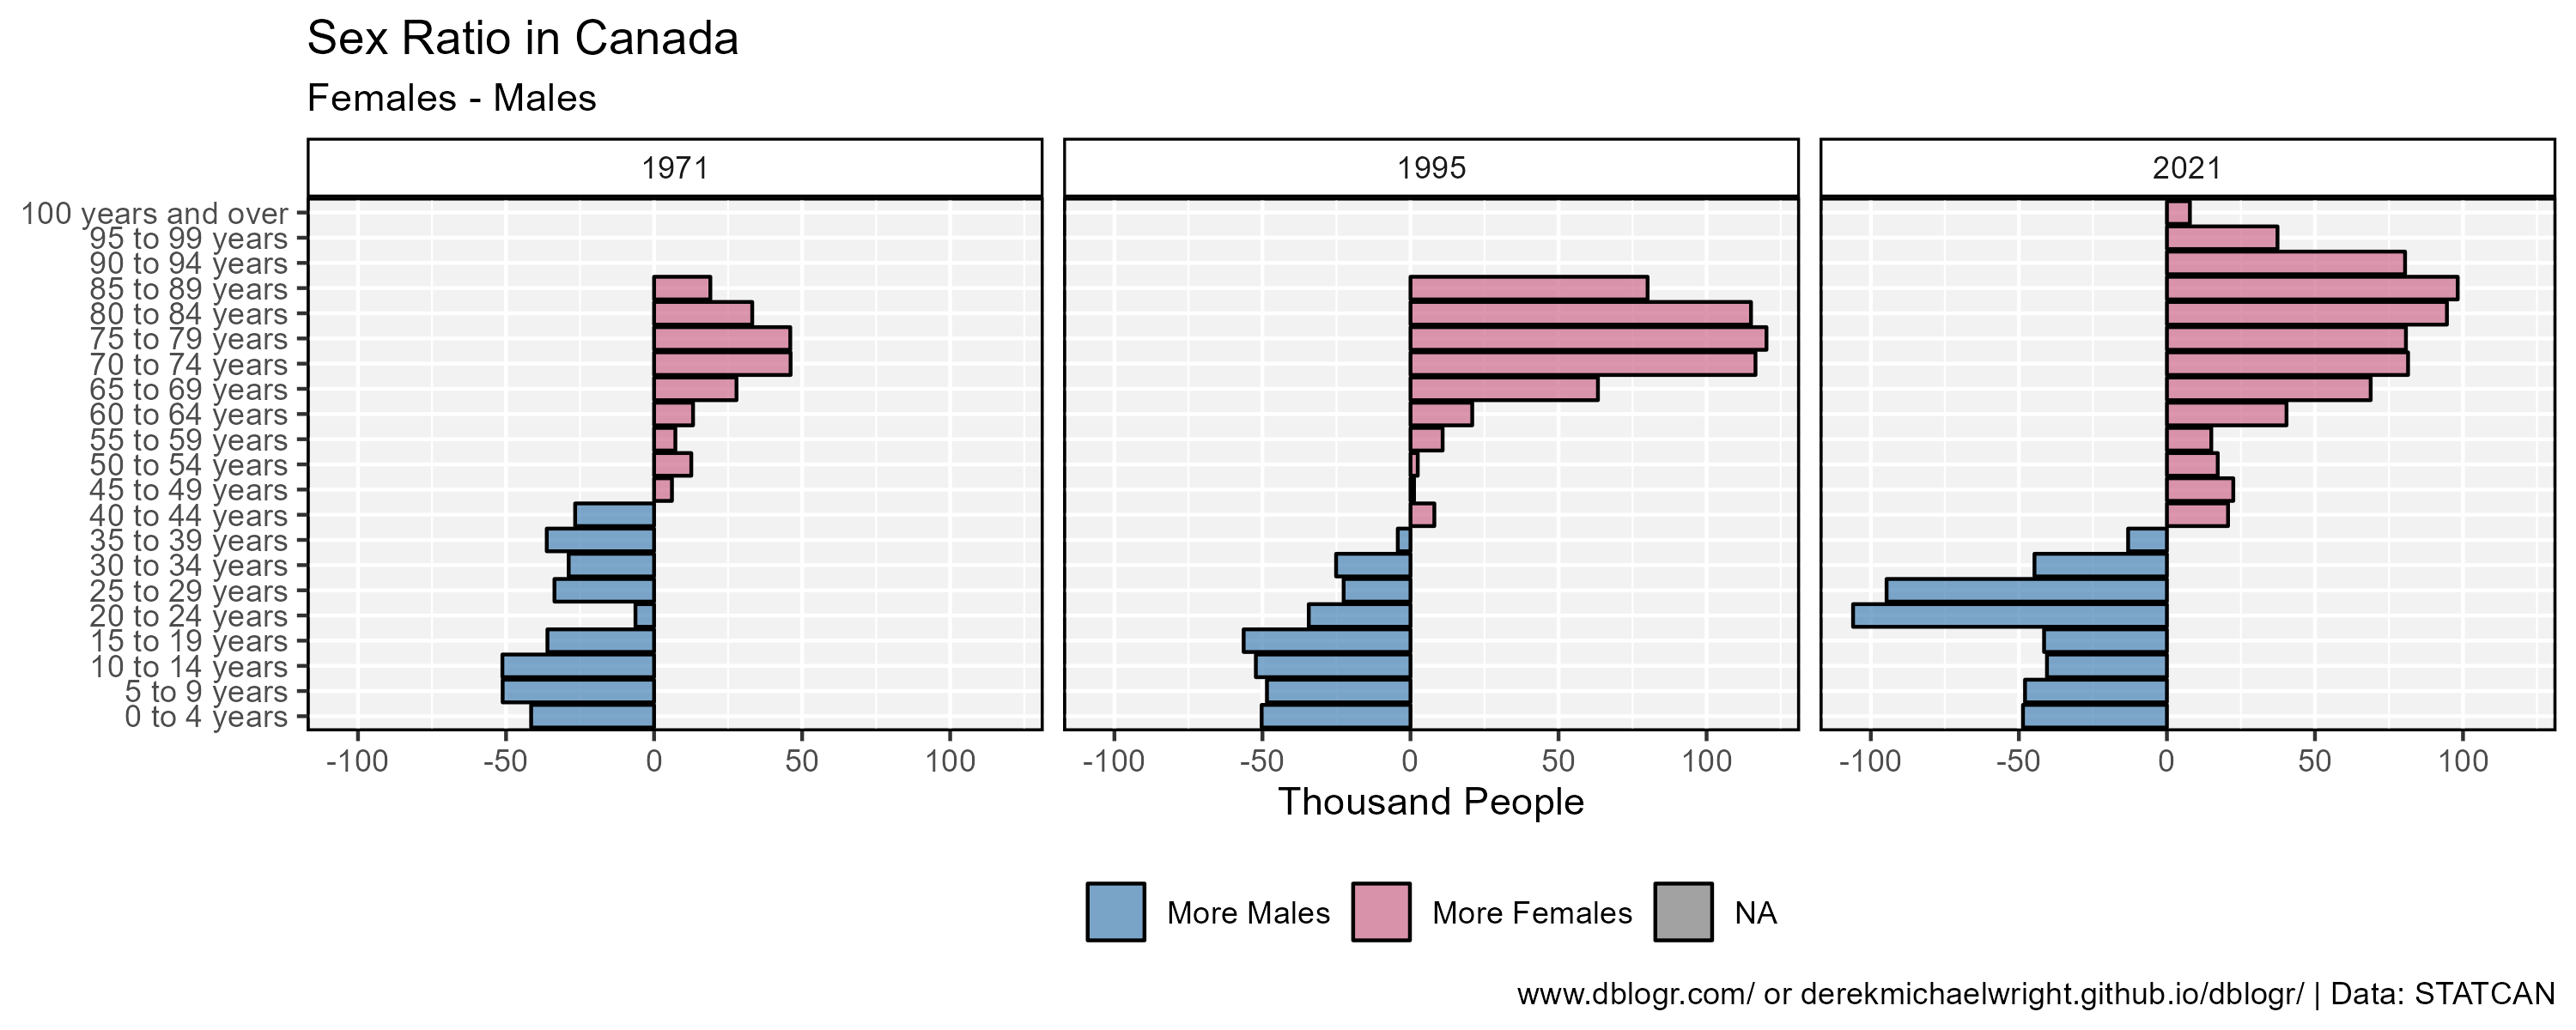 Sex Ratio in Canada
Females - Males
1971 1995 2021
100 years and over
95 to 99 years
90 to 94 years
85 to 89 years
80 to 84 years
75 to 79 years
70 to 74 years
65 to 69 years
60 to 64 years
55 to 59 years
50 to 54 years
45 to 49 years
40 to 44 years
35 to 39 years
30 to 34 years
25 to 29 years
20 to 24 years
15 to 19 years
10 to 14 years
5 to 9 years
0 to 4 years
-100 -50 0 50 100 -100 -50 0 50 100 -100 -50 0 50 100
Thousand People
More Males More Females NA
www.dblogr.com/ or derekmichaelwright.github.io/dblogr/ | Data: STATCAN